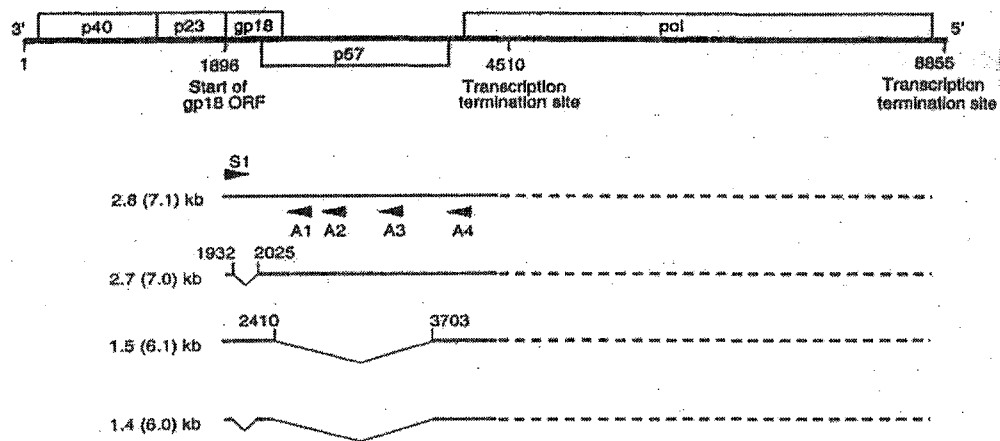 3' p40 p23 gp18 pol 5'
p57
1 1896 4510 8855
Start of gp18 ORF
Transcription termination site
Transcription termination site
S1
2.8 (7.1) kb
A1 A2 A3 A4
1932 2025
2.7 (7.0) kb
2410 3703
1.5 (6.1) kb
1.4 (6.0) kb